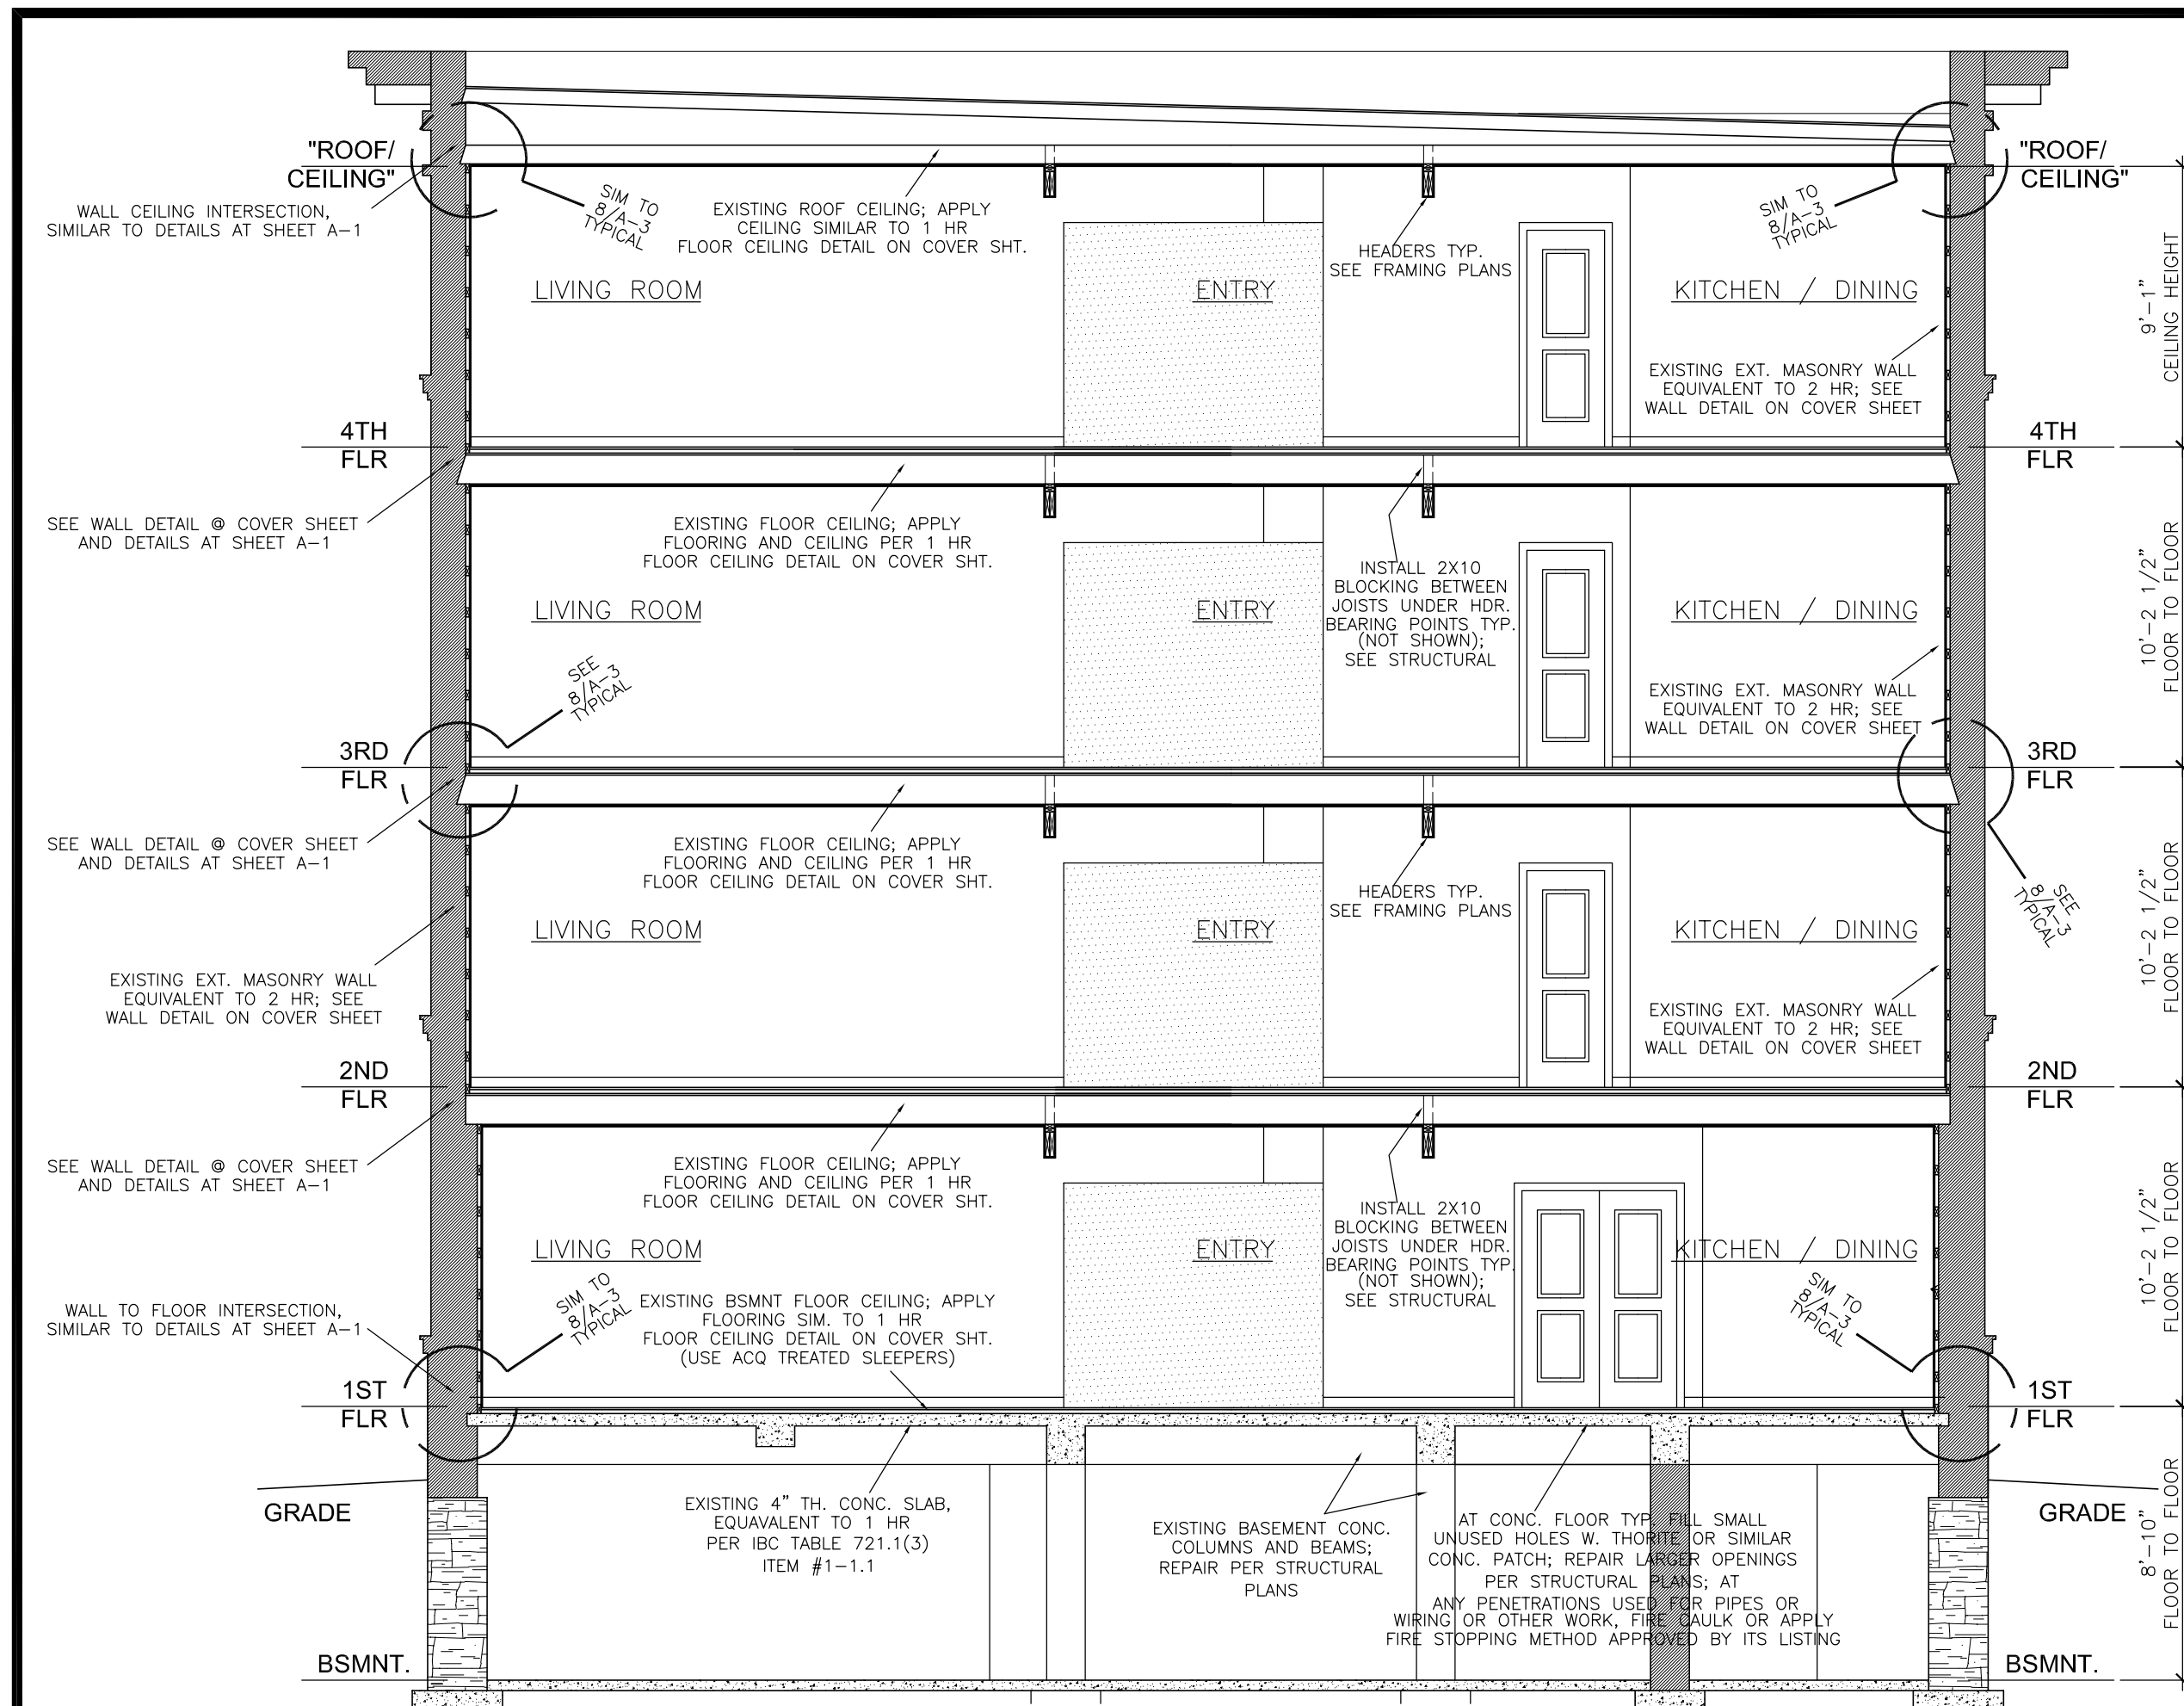 "ROOF/
CEILING"
WALL CEILING INTERSECTION,
SIMILAR TO DETAILS AT SHEET A-1
SIM TO
8/A-3
TYPICAL
EXISTING ROOF CEILING; APPLY
CEILING SIMILAR TO 1 HR
FLOOR CEILING DETAIL ON COVER SHT.
HEADERS TYP.
SEE FRAMING PLANS
SIM TO
8/A-3
TYPICAL
"ROOF/
CEILING"
LIVING ROOM
ENTRY
KITCHEN / DINING
9'-1"
CEILING HEIGHT
EXISTING EXT. MASONRY WALL
EQUIVALENT TO 2 HR; SEE
WALL DETAIL ON COVER SHEET
4TH
FLR
4TH
FLR
SEE WALL DETAIL @ COVER SHEET
AND DETAILS AT SHEET A-1
EXISTING FLOOR CEILING; APPLY
FLOORING AND CEILING PER 1 HR
FLOOR CEILING DETAIL ON COVER SHT.
INSTALL 2X10
BLOCKING BETWEEN
JOISTS UNDER HDR.
BEARING POINTS TYP.
(NOT SHOWN);
SEE STRUCTURAL
LIVING ROOM
ENTRY
KITCHEN / DINING
10'-2 1/2"
FLOOR TO FLOOR
SEE
8/A-3
TYPICAL
EXISTING EXT. MASONRY WALL
EQUIVALENT TO 2 HR; SEE
WALL DETAIL ON COVER SHEET
3RD
FLR
3RD
FLR
SEE WALL DETAIL @ COVER SHEET
AND DETAILS AT SHEET A-1
EXISTING FLOOR CEILING; APPLY
FLOORING AND CEILING PER 1 HR
FLOOR CEILING DETAIL ON COVER SHT.
HEADERS TYP.
SEE FRAMING PLANS
SEE
8/A-3
TYPICAL
LIVING ROOM
ENTRY
KITCHEN / DINING
10'-2 1/2"
FLOOR TO FLOOR
EXISTING EXT. MASONRY WALL
EQUIVALENT TO 2 HR; SEE
WALL DETAIL ON COVER SHEET
EXISTING EXT. MASONRY WALL
EQUIVALENT TO 2 HR; SEE
WALL DETAIL ON COVER SHEET
2ND
FLR
2ND
FLR
SEE WALL DETAIL @ COVER SHEET
AND DETAILS AT SHEET A-1
EXISTING FLOOR CEILING; APPLY
FLOORING AND CEILING PER 1 HR
FLOOR CEILING DETAIL ON COVER SHT.
INSTALL 2X10
BLOCKING BETWEEN
JOISTS UNDER HDR.
BEARING POINTS TYP.
(NOT SHOWN);
SEE STRUCTURAL
LIVING ROOM
ENTRY
KITCHEN / DINING
10'-2 1/2"
FLOOR TO FLOOR
WALL TO FLOOR INTERSECTION,
SIMILAR TO DETAILS AT SHEET A-1
SIM TO
8/A-3
TYPICAL
EXISTING BSMNT FLOOR CEILING; APPLY
FLOORING SIM. TO 1 HR
FLOOR CEILING DETAIL ON COVER SHT.
(USE ACQ TREATED SLEEPERS)
SIM TO
8/A-3
TYPICAL
1ST
FLR
1ST
FLR
GRADE
GRADE
EXISTING 4" TH. CONC. SLAB,
EQUAVALENT TO 1 HR
PER IBC TABLE 721.1(3)
ITEM #1-1.1
EXISTING BASEMENT CONC.
COLUMNS AND BEAMS;
REPAIR PER STRUCTURAL
PLANS
AT CONC. FLOOR TYP. FILL SMALL
UNUSED HOLES W. THORITE OR SIMILAR
CONC. PATCH; REPAIR LARGER OPENINGS
PER STRUCTURAL PLANS; AT
ANY PENETRATIONS USED FOR PIPES OR
WIRING OR OTHER WORK, FIRE CAULK OR APPLY
FIRE STOPPING METHOD APPROVED BY ITS LISTING
8'-10"
FLOOR TO FLOOR
BSMNT.
BSMNT.